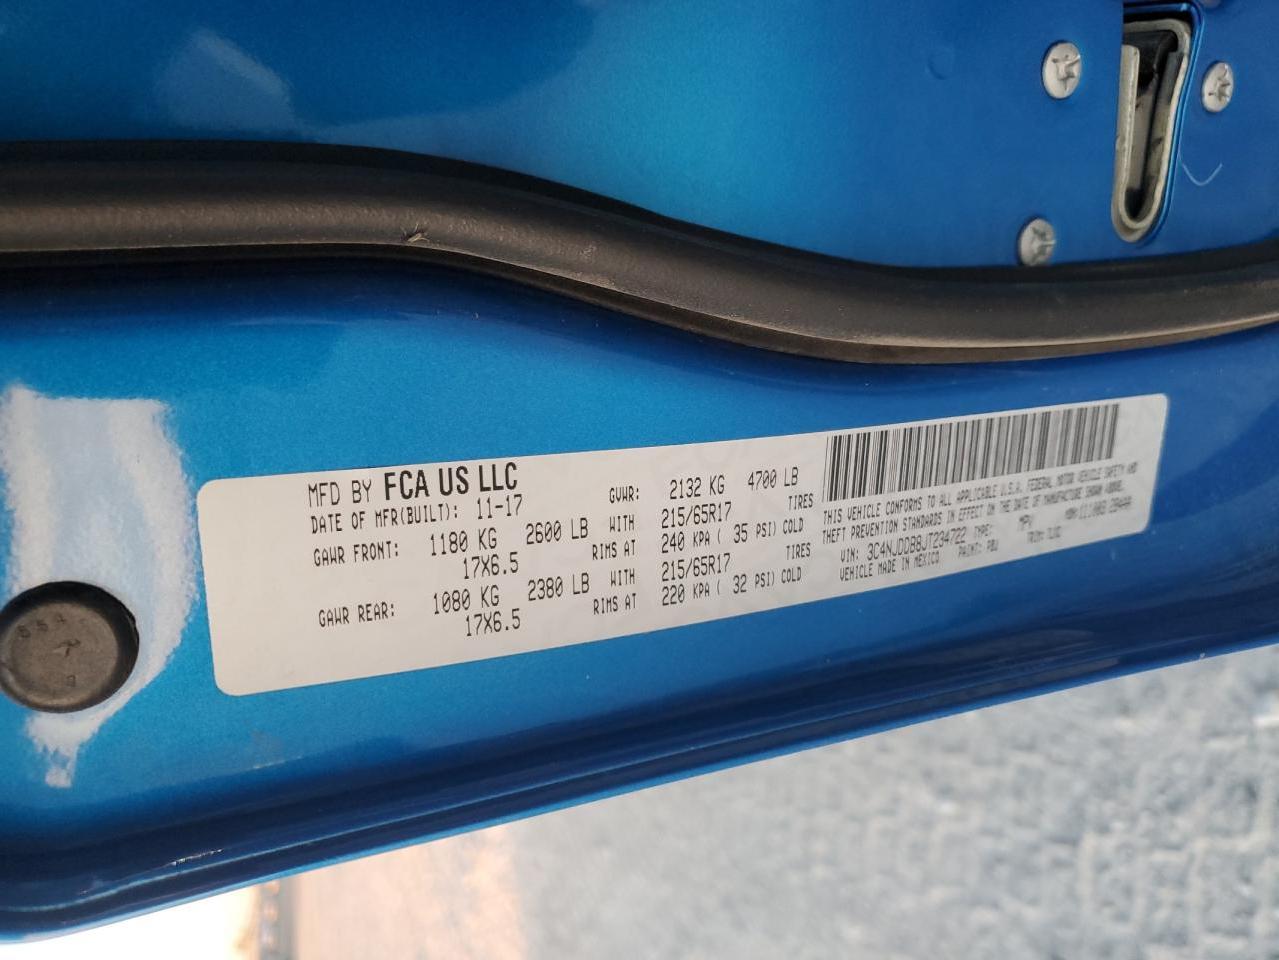 MFD BY FCA US LLC
DATE OF MFR(BUILT): 11-17 GVWR: 2132 KG 4700 LB
GAWR FRONT: 1180 KG 2600 LB WITH 215/65R17 TIRES
17X6.5 RIMS AT 240 KPA ( 35 PSI) COLD
GAWR REAR: 1080 KG 2380 LB WITH 215/65R17 TIRES
17X6.5 RIMS AT 220 KPA ( 32 PSI) COLD
THIS VEHICLE CONFORMS TO ALL APPLICABLE U.S.A. FEDERAL MOTOR VEHICLE SAFETY AND
THEFT PREVENTION STANDARDS IN EFFECT ON THE DATE OF MANUFACTURE SHOWN ABOVE.
VIN: 3C4NJDDB8JT234722 TYPE: MPV
VEHICLE MADE IN MEXICO PAINT: PBJ TRIM: